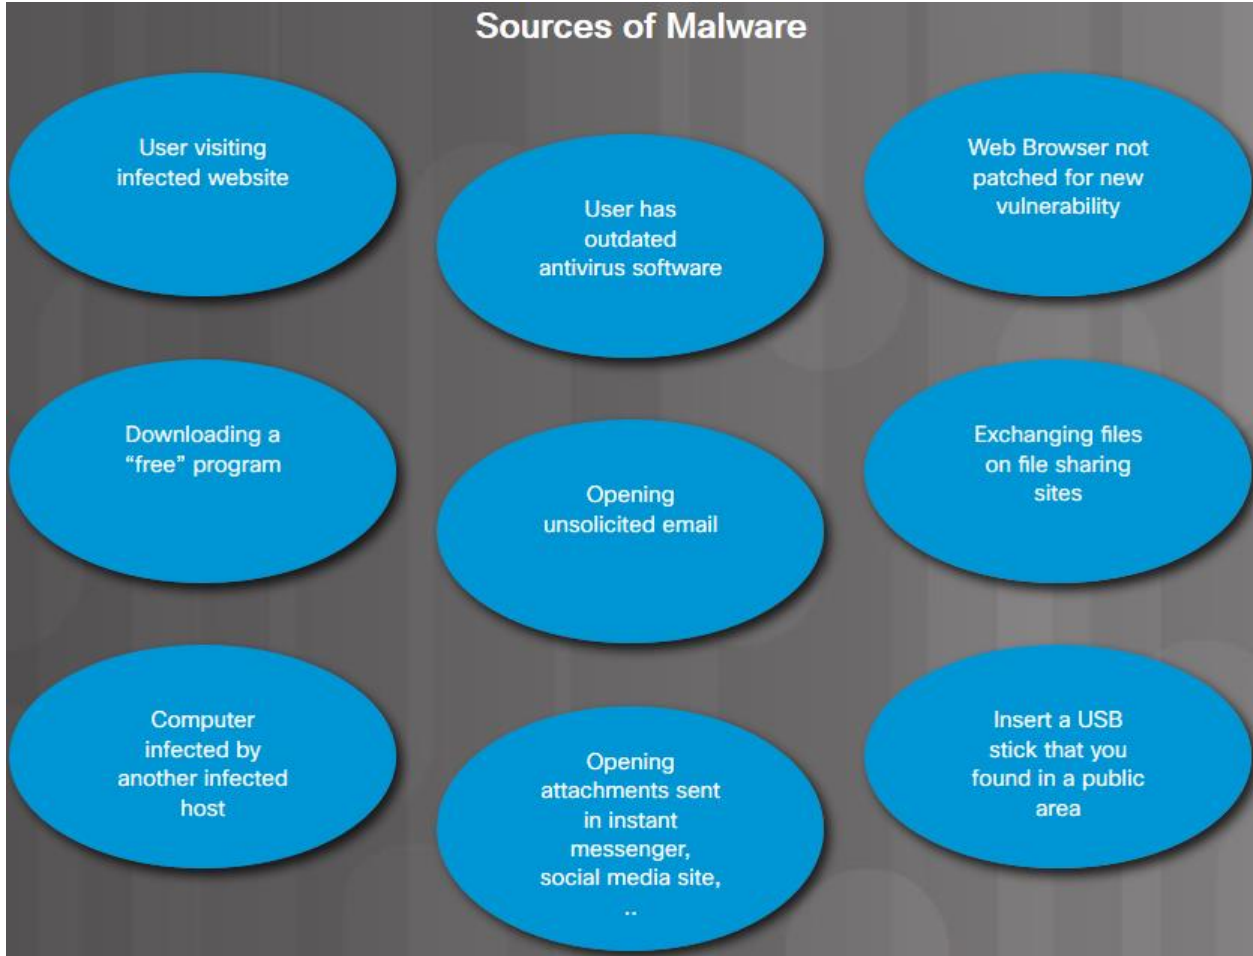 Sources of Malware
User visiting
infected website
User has
outdated
antivirus software
Web Browser not
patched for new
vulnerability
Downloading a
“free” program
Opening
unsolicited email
Exchanging files
on file sharing
sites
Computer
infected by
another infected
host
Opening
attachments sent
in instant
messenger,
social media site,
..
Insert a USB
stick that you
found in a public
area